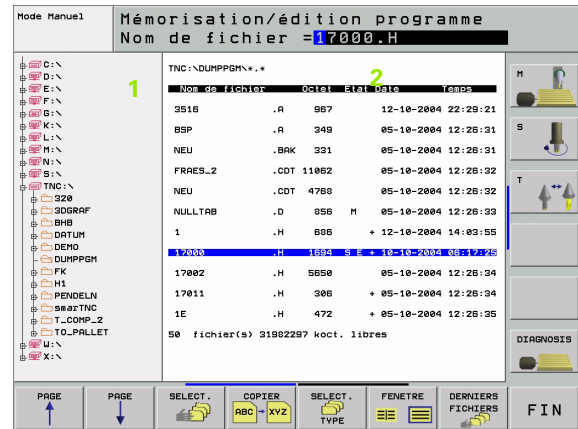 Mode Manuel
Mémorisation/édition programme
Nom de fichier =17000.H
C:\
D:\
E:\
F:\
G:\
K:\
L:\
M:\
N:\
S:\
TNC:\
320
3DGRAF
BHB
DATUM
DEMO
DUMPPGM
FK
H1
PENDELN
smarTNC
T_COMP_2
TO_PALLET
W:\
X:\
1
TNC:\DUMPPGM\*.*
2
Nom de fichier Octet Etat Date Temps
3516 .A 967 12-10-2004 22:29:21
BSP .A 349 05-10-2004 12:26:31
NEU .BAK 331 05-10-2004 12:26:31
FRAES_2 .CDT 11062 05-10-2004 12:26:32
NEU .CDT 4768 05-10-2004 12:26:32
NULLTAB .D 856 M 05-10-2004 12:26:33
1 .H 686 + 12-10-2004 14:03:55
17000 .H 1694 S E + 10-10-2004 06:17:25
17002 .H 5650 05-10-2004 12:26:34
17011 .H 306 + 05-10-2004 12:26:34
1E .H 472 + 05-10-2004 12:26:35
50 fichier(s) 31982297 koct. libres
M
S
T
DIAGNOSIS
PAGE
PAGE
SELECT.
COPIER
ABC → XYZ
SELECT.
TYPE
FENETRE
DERNIERS
FICHIERS
FIN